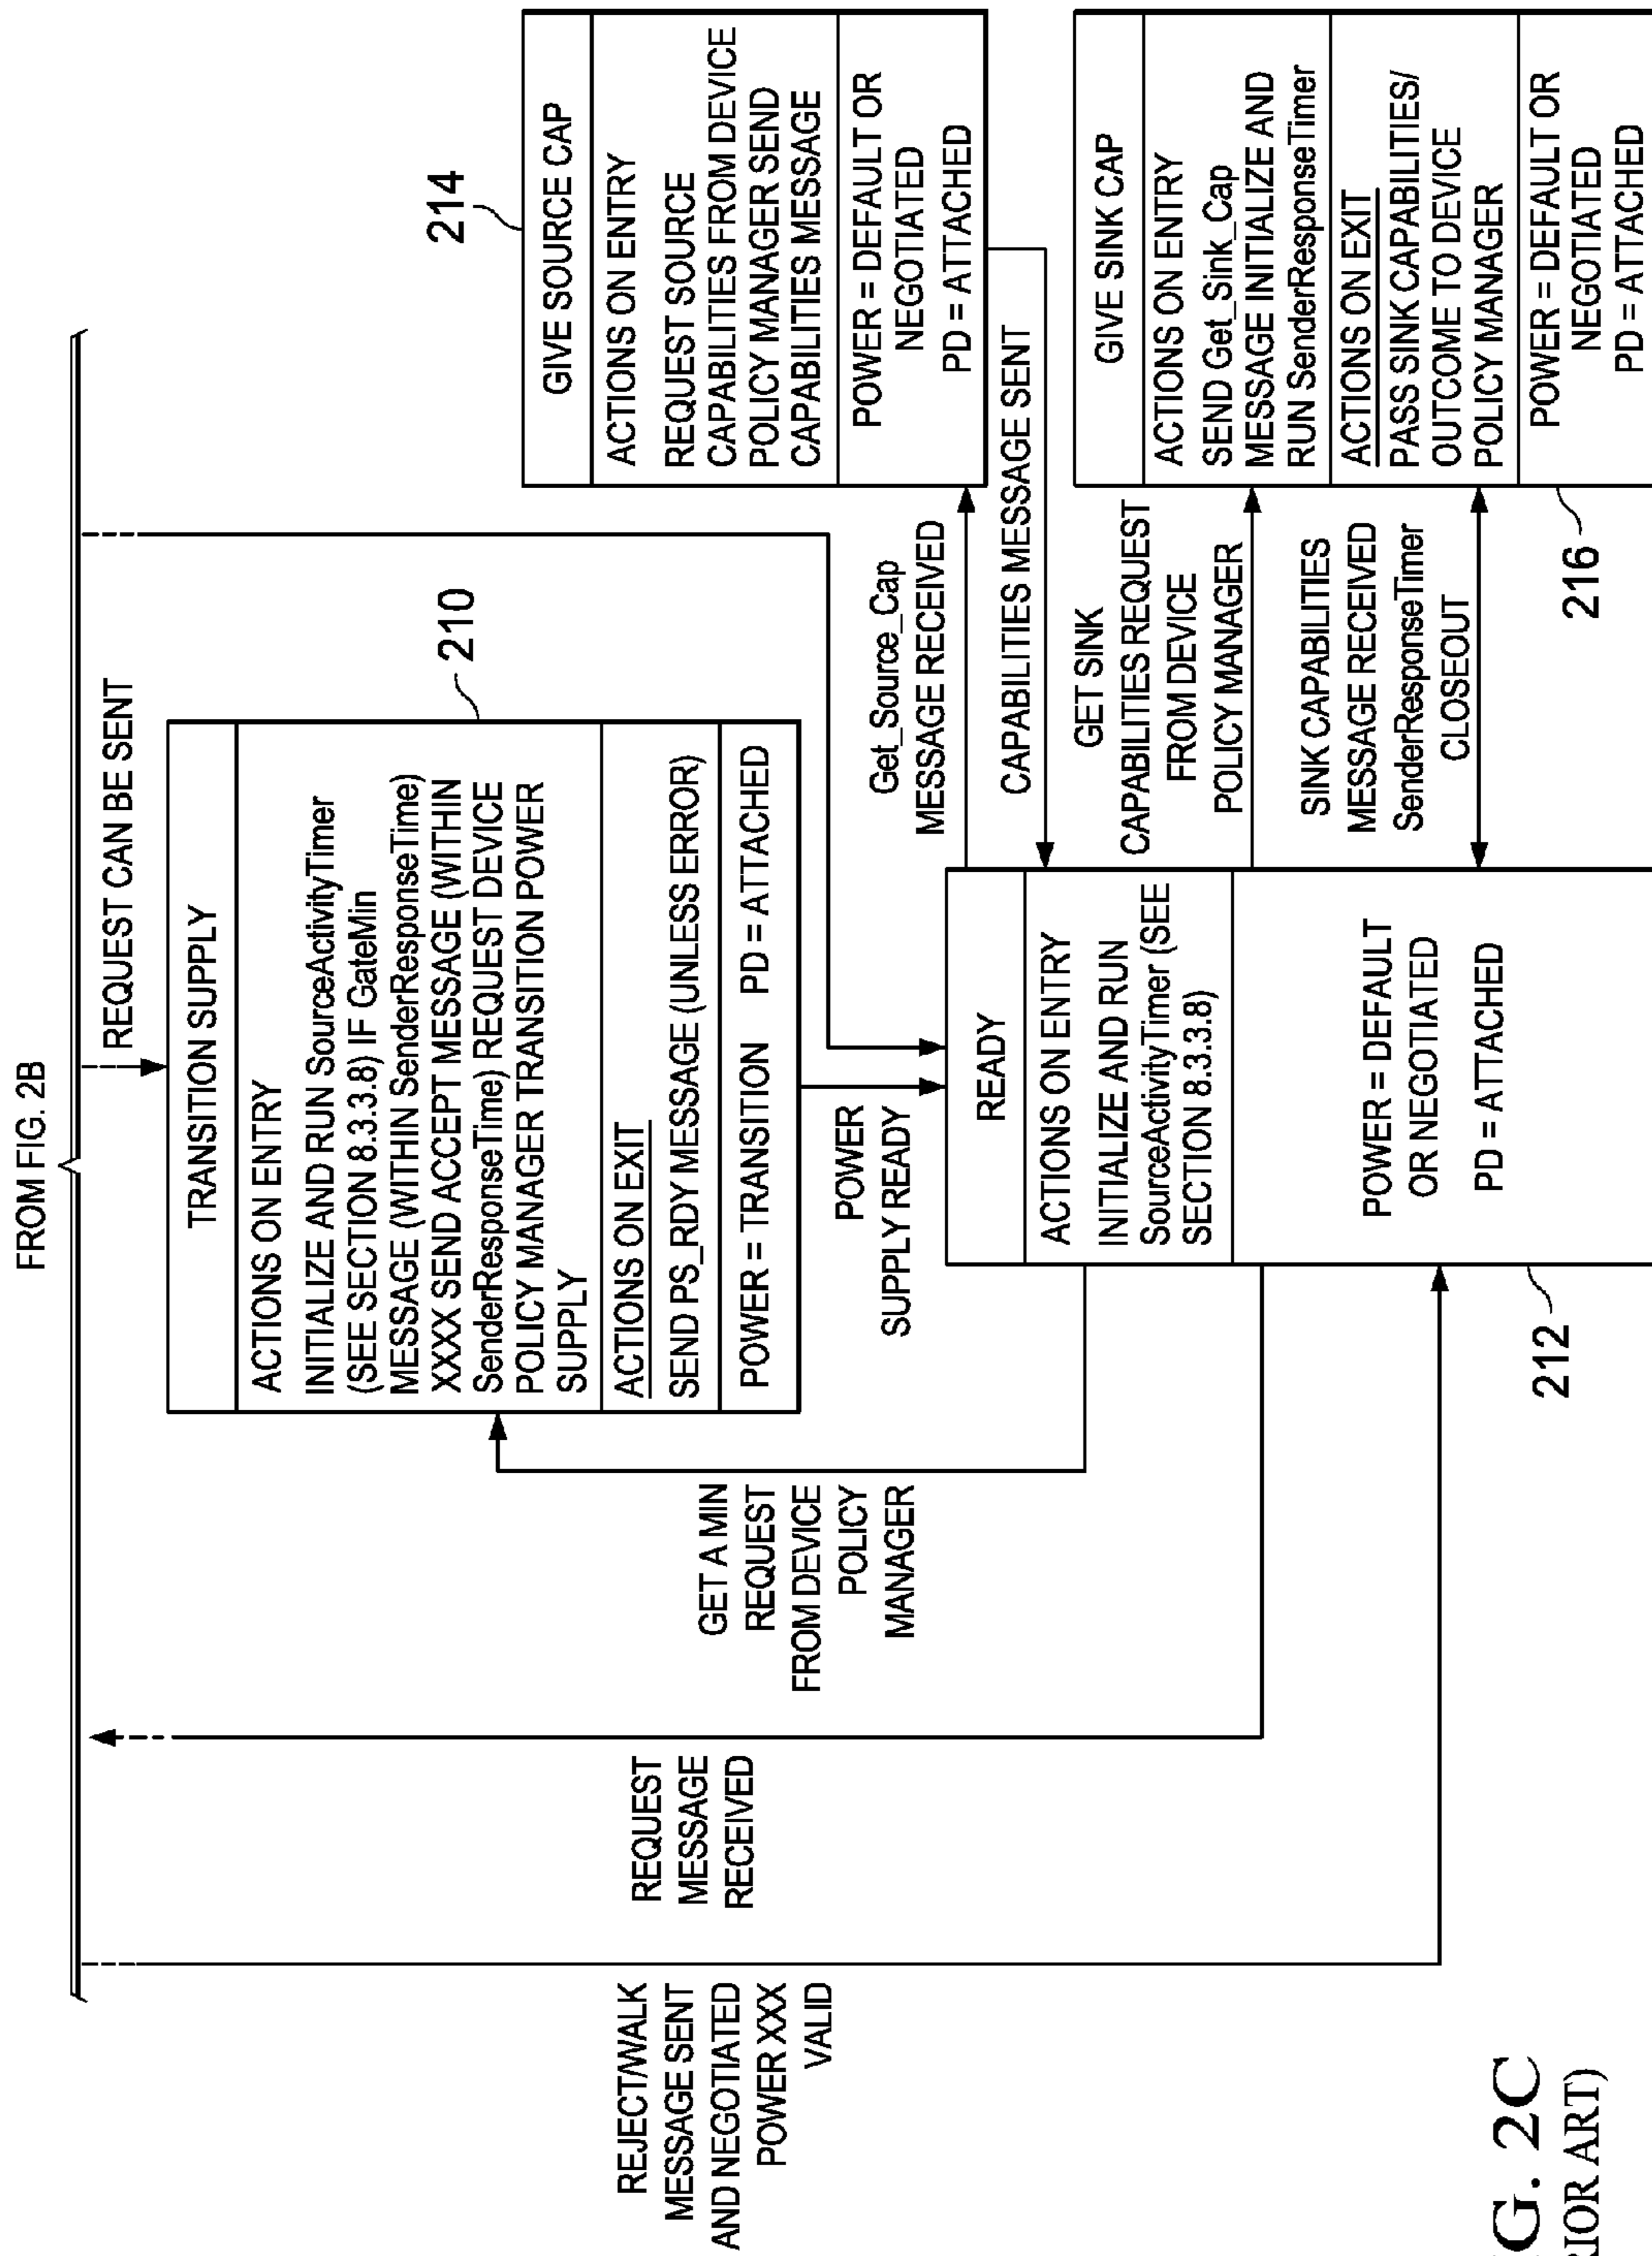 FROM FIG. 2B
REQUEST CAN BE SENT
TRANSITION SUPPLY
210
ACTIONS ON ENTRY
INITIALIZE AND RUN SourceActivityTimer
(SEE SECTION 8.3.3.8) IF GateMin
MESSAGE (WITHIN SenderResponseTime)
XXXX SEND ACCEPT MESSAGE (WITHIN
SenderResponseTime) REQUEST DEVICE
POLICY MANAGER TRANSITION POWER
SUPPLY
ACTIONS ON EXIT
SEND PS_RDY MESSAGE (UNLESS ERROR)
POWER = TRANSITION PD = ATTACHED
214
GIVE SOURCE CAP
ACTIONS ON ENTRY
REQUEST SOURCE
CAPABILITIES FROM DEVICE
POLICY MANAGER SEND
CAPABILITIES MESSAGE
POWER = DEFAULT OR
NEGOTIATED
PD = ATTACHED
REJECT/WALK
MESSAGE SENT
AND NEGOTIATED
POWER XXX
VALID
REQUEST
MESSAGE
RECEIVED
GET A MIN
REQUEST
FROM DEVICE
POLICY
MANAGER
POWER
SUPPLY READY
Get_Source_Cap
MESSAGE RECEIVED
CAPABILITIES MESSAGE SENT
READY
ACTIONS ON ENTRY
INITIALIZE AND RUN
SourceActivityTimer (SEE
SECTION 8.3.3.8)
POWER = DEFAULT
OR NEGOTIATED
PD = ATTACHED
212
GET SINK
CAPABILITIES REQUEST
FROM DEVICE
POLICY MANAGER
SINK CAPABILITIES
MESSAGE RECEIVED
SenderResponseTimer
CLOSEOUT
GIVE SINK CAP
ACTIONS ON ENTRY
SEND Get_Sink_Cap
MESSAGE INITIALIZE AND
RUN SenderResponseTimer
ACTIONS ON EXIT
PASS SINK CAPABILITIES/
OUTCOME TO DEVICE
POLICY MANAGER
POWER = DEFAULT OR
NEGOTIATED
PD = ATTACHED
216
G. 2C
RIOR ART)